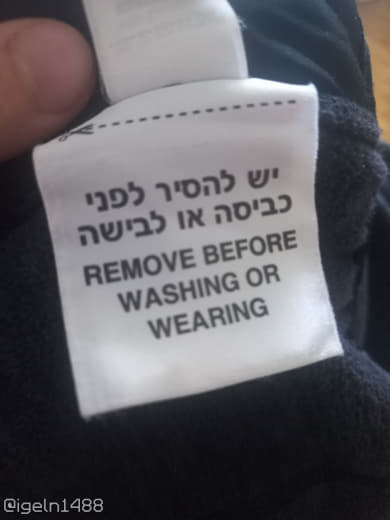 יש להסיר לפני
כביסה או לבישה
REMOVE BEFORE
WASHING OR
WEARING
@igeln1488